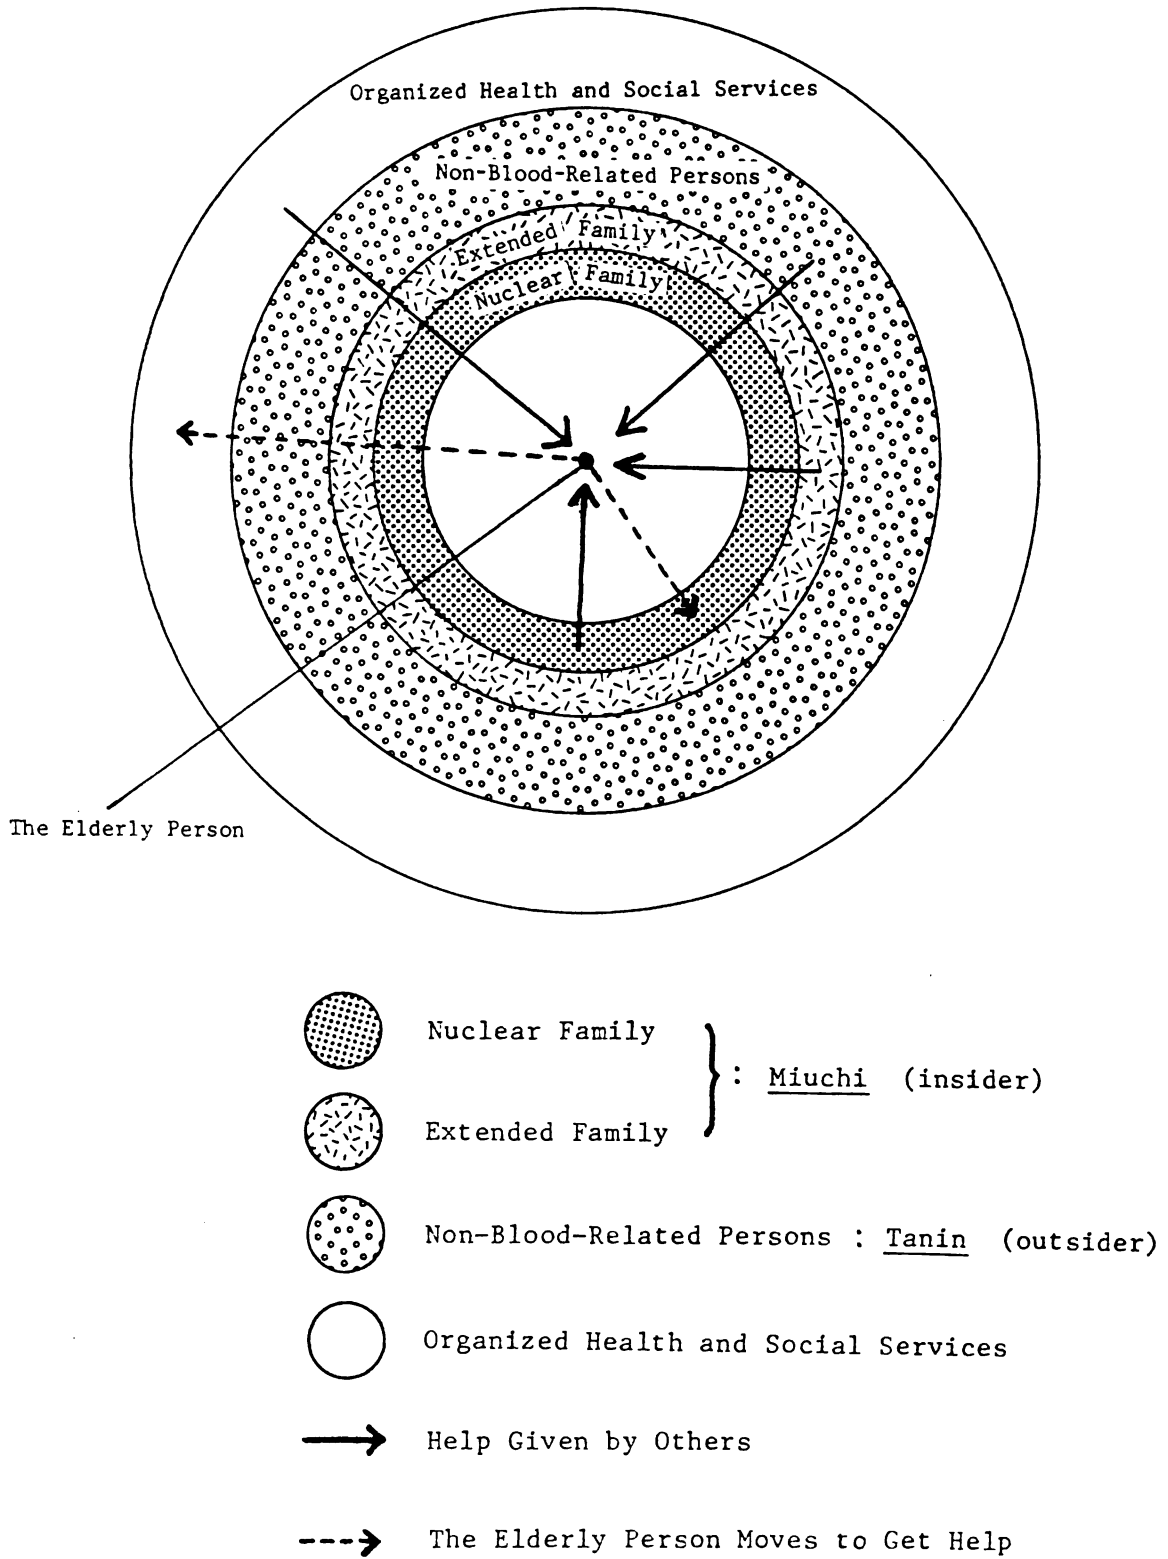 Organized Health and Social Services
Non-Blood-Related Persons
Extended Family
Nuclear Family
The Elderly Person
Nuclear Family
: Miuchi (insider)
Extended Family
Non-Blood-Related Persons : Tanin (outsider)
Organized Health and Social Services
Help Given by Others
The Elderly Person Moves to Get Help